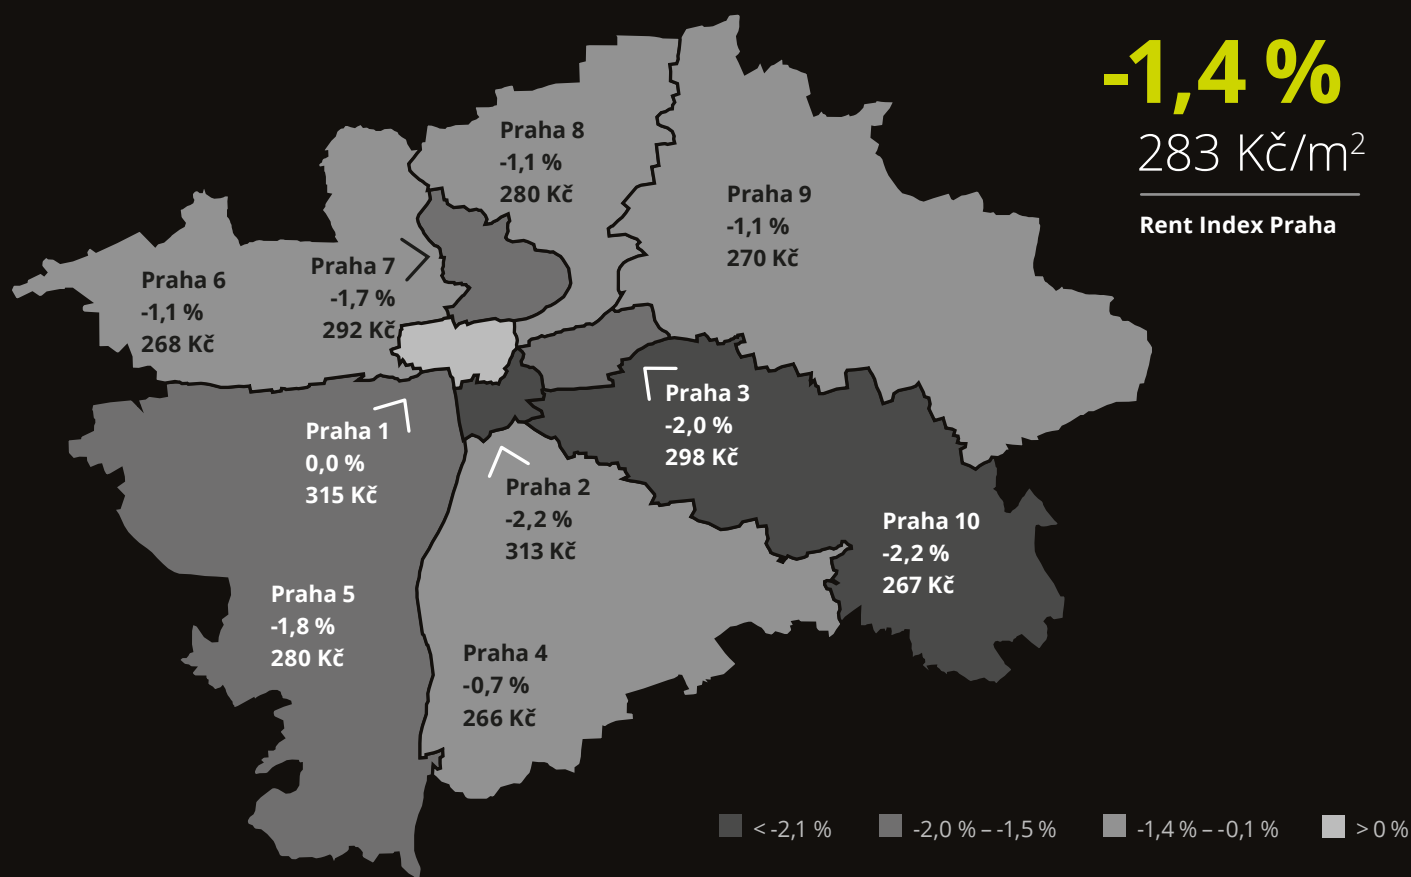 -1,4 %
283 Kč/m²
Rent Index Praha
Praha 8
-1,1 %
280 Kč
Praha 9
-1,1 %
270 Kč
Praha 6
-1,1 %
268 Kč
Praha 7
-1,7 %
292 Kč
Praha 1
0,0 %
315 Kč
Praha 3
-2,0 %
298 Kč
Praha 2
-2,2 %
313 Kč
Praha 10
-2,2 %
267 Kč
Praha 5
-1,8 %
280 Kč
Praha 4
-0,7 %
266 Kč
< -2,1 %
-2,0 % – -1,5 %
-1,4 % – -0,1 %
> 0 %